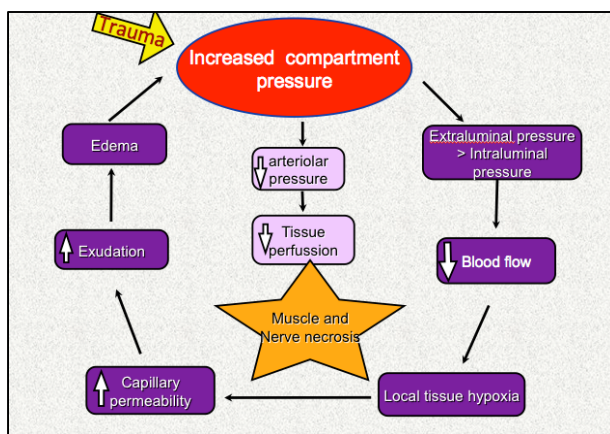 Trauma
Increased compartment
pressure
Edema
arteriolar
pressure
Extraluminal pressure
> Intraluminal
pressure
Exudation
Tissue
perfussion
Blood flow
Muscle and
Nerve necrosis
Capillary
permeability
Local tissue hypoxia